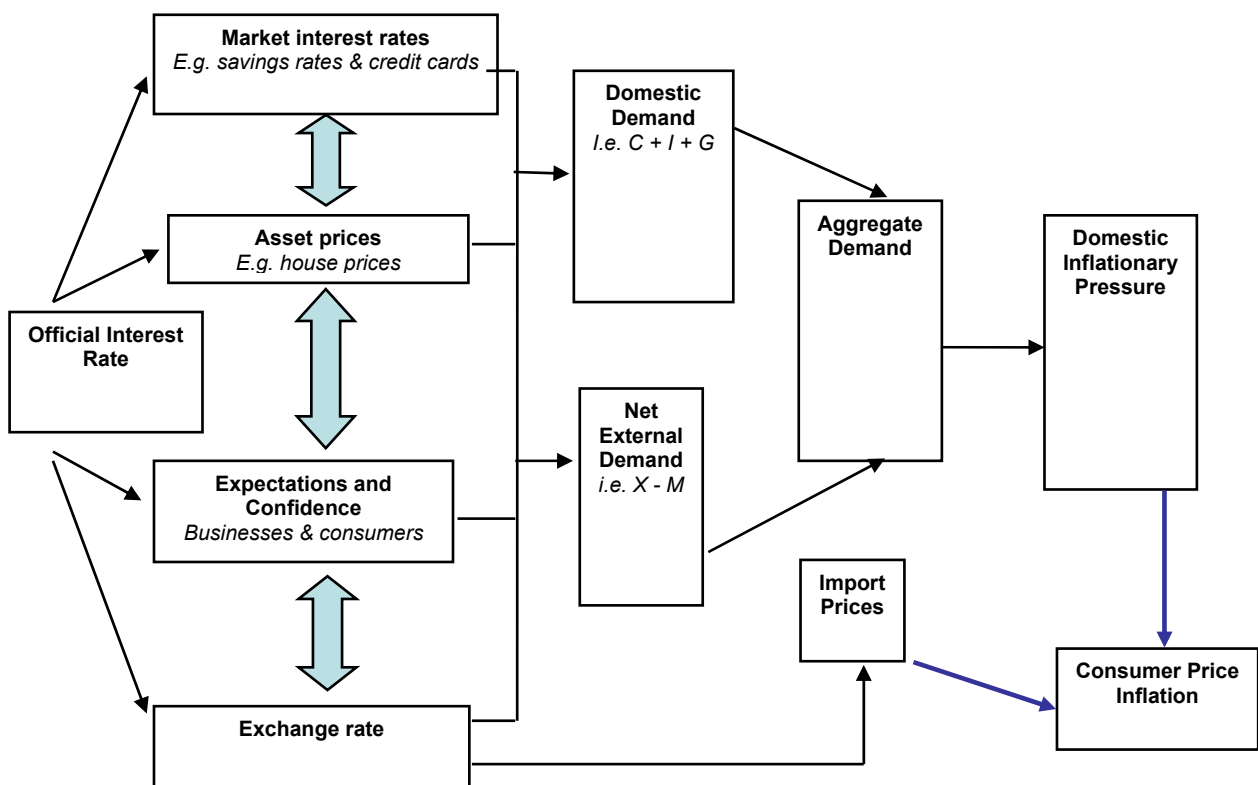 Market interest rates
E.g. savings rates & credit cards
Asset prices
E.g. house prices
Official Interest
Rate
Expectations and
Confidence
Businesses & consumers
Exchange rate
Domestic
Demand
I.e. C + I + G
Net
External
Demand
i.e. X - M
Aggregate
Demand
Import
Prices
Domestic
Inflationary
Pressure
Consumer Price
Inflation